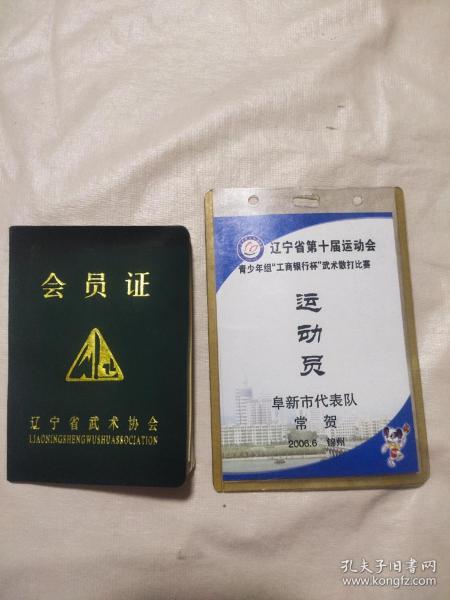 会员证
辽宁省武术协会
LIAONINGSHENGWUSHUASSOCIATION
辽宁省第十届运动会
青少年组"工商银行杯"武术散打比赛
运
动
员
阜新市代表队
常 贺
2006.6 锦州
孔夫子旧书网
www.kongfz.com